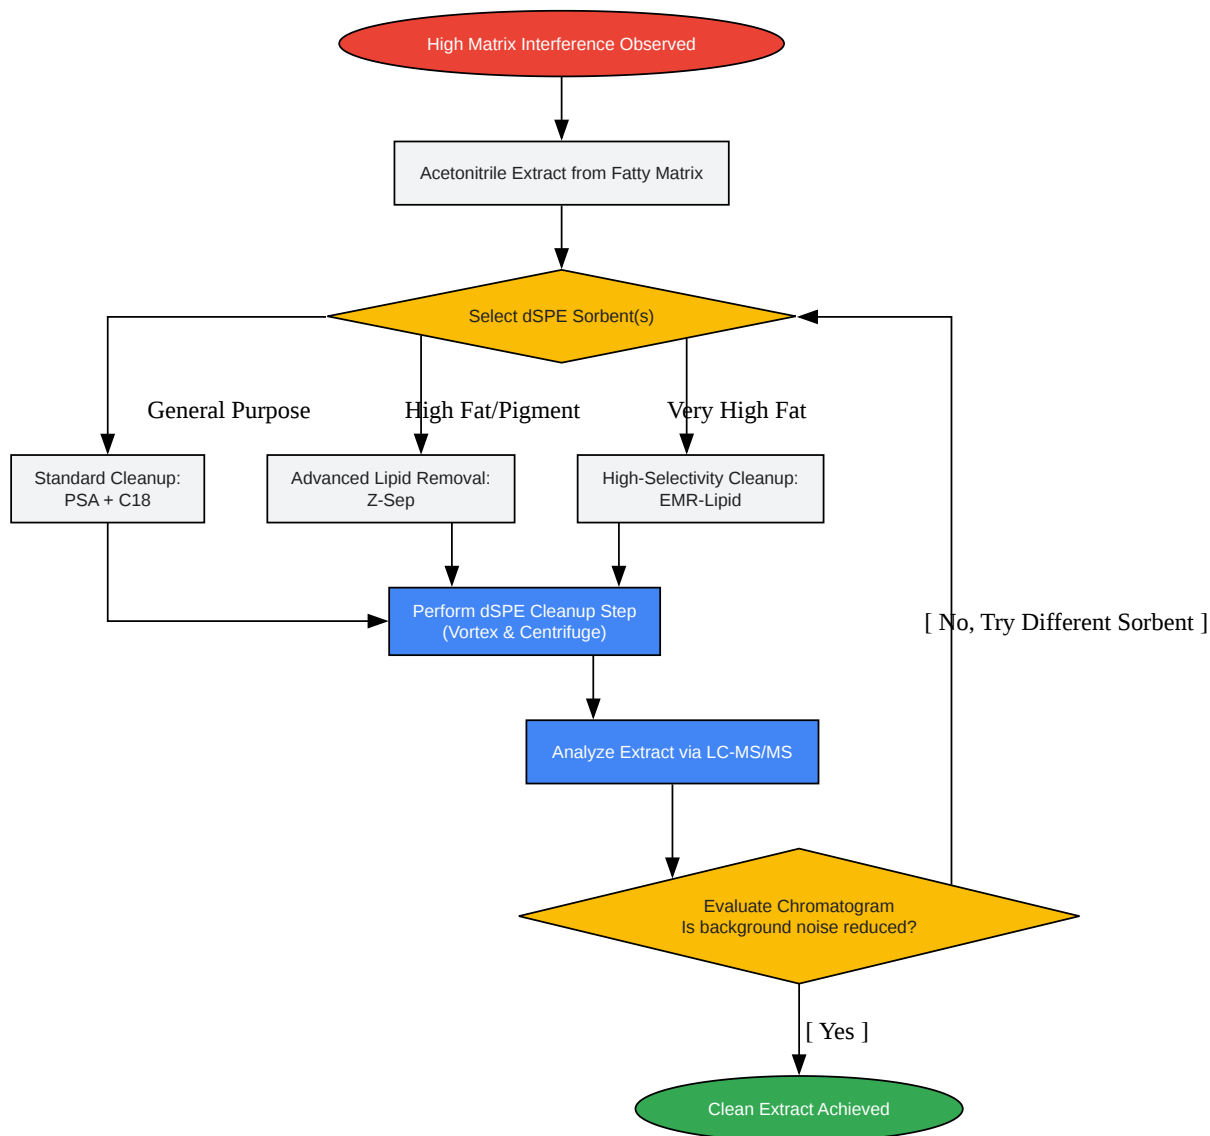 High Matrix Interference Observed
Acetonitrile Extract from Fatty Matrix
Select dSPE Sorbent(s)
General Purpose
High Fat/Pigment
Very High Fat
Standard Cleanup:
PSA + C18
Advanced Lipid Removal:
Z-Sep
High-Selectivity Cleanup:
EMR-Lipid
Perform dSPE Cleanup Step
(Vortex & Centrifuge)
[ No, Try Different Sorbent ]
Analyze Extract via LC-MS/MS
Evaluate Chromatogram
Is background noise reduced?
[ Yes ]
Clean Extract Achieved